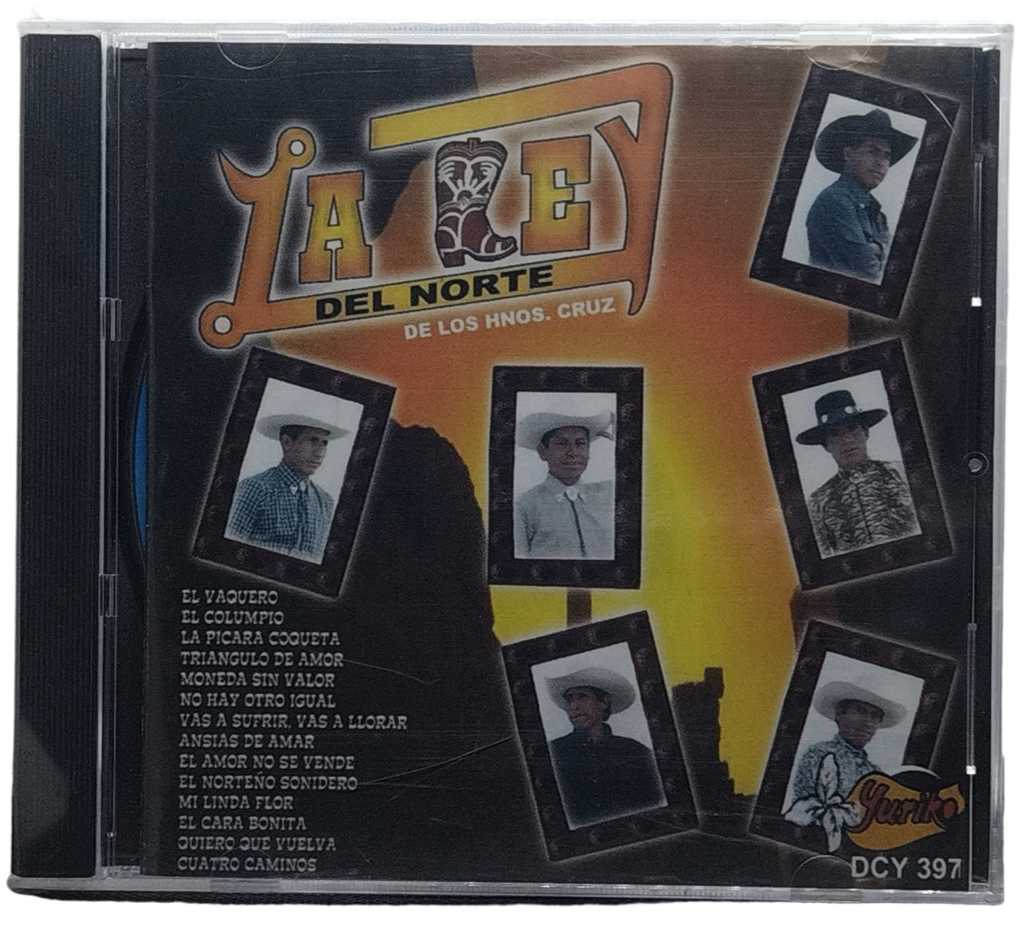 LA LEY
DEL NORTE
DE LOS HNOS. CRUZ
EL VAQUERO
EL COLUMPIO
LA PICARA COQUETA
TRIANGULO DE AMOR
MONEDA SIN VALOR
NO HAY OTRO IGUAL
VAS A SUFRIR, VAS A LLORAR
ANSIAS DE AMAR
EL AMOR NO SE VENDE
EL NORTEÑO SONIDERO
MI LINDA FLOR
EL CARA BONITA
QUIERO QUE VUELVA
CUATRO CAMINOS
Yuriko
DCY 397